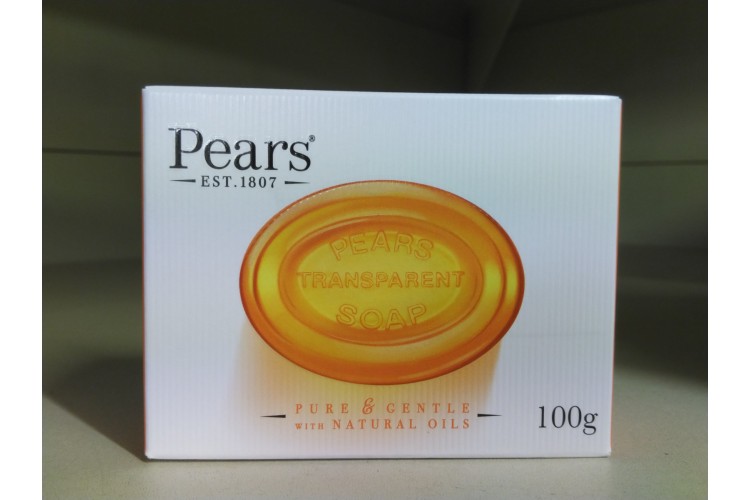 Pears®
EST.1807
PEARS
TRANSPARENT
SOAP
PURE & GENTLE
WITH NATURAL OILS
100g